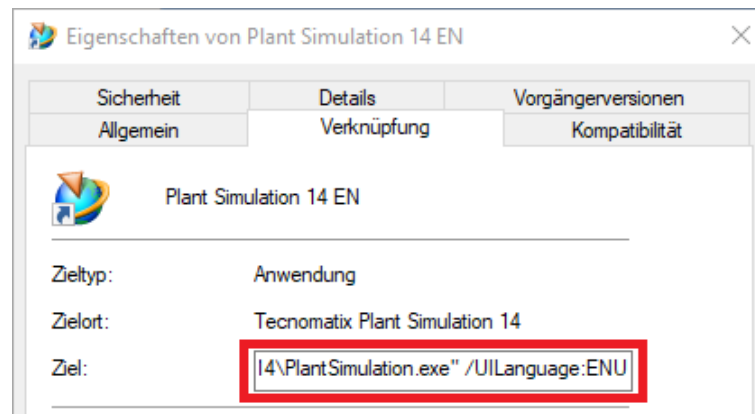 Eigenschaften von Plant Simulation 14 EN
Sicherheit Details Vorgängerversionen
Allgemein Verknüpfung Kompatibilität
Plant Simulation 14 EN
Zieltyp: Anwendung
Zielort: Tecnomatix Plant Simulation 14
Ziel: 14\PlantSimulation.exe" /UILanguage:ENU